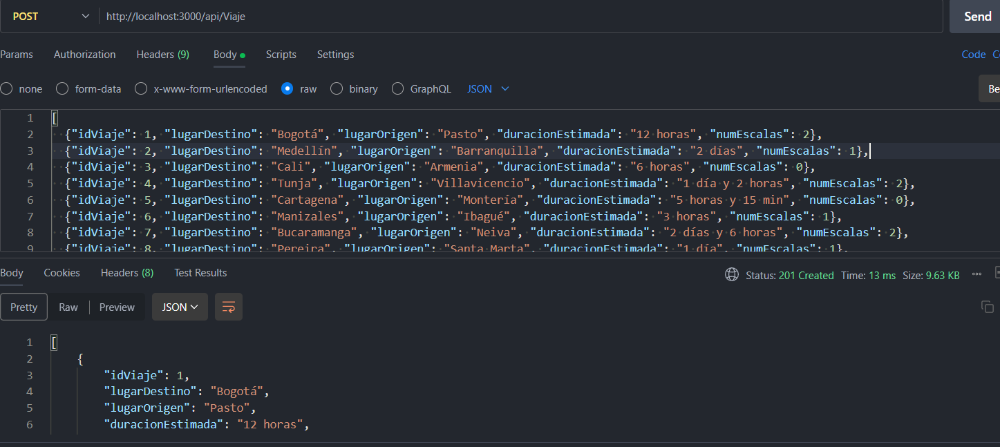 POST http://localhost:3000/api/Viaje Send
Params Authorization Headers (9) Body Scripts Settings Code
none form-data x-www-form-urlencoded raw binary GraphQL JSON Be
1 [
2 {"idViaje": 1, "lugarDestino": "Bogotá", "lugarOrigen": "Pasto", "duracionEstimada": "12 horas", "numEscalas": 2},
3 {"idViaje": 2, "lugarDestino": "Medellín", "lugarOrigen": "Barranquilla", "duracionEstimada": "2 días", "numEscalas": 1},
4 {"idViaje": 3, "lugarDestino": "Cali", "lugarOrigen": "Armenia", "duracionEstimada": "6 horas", "numEscalas": 0},
5 {"idViaje": 4, "lugarDestino": "Tunja", "lugarOrigen": "Villavicencio", "duracionEstimada": "1 día y 2 horas", "numEscalas": 2},
6 {"idViaje": 5, "lugarDestino": "Cartagena", "lugarOrigen": "Montería", "duracionEstimada": "5 horas y 15 min", "numEscalas": 0},
7 {"idViaje": 6, "lugarDestino": "Manizales", "lugarOrigen": "Ibagué", "duracionEstimada": "3 horas", "numEscalas": 1},
8 {"idViaje": 7, "lugarDestino": "Bucaramanga", "lugarOrigen": "Neiva", "duracionEstimada": "2 días y 6 horas", "numEscalas": 2},
9 {"idViaje": 8, "lugarDestino": "Pereira", "lugarOrigen": "Santa Marta", "duracionEstimada": "1 día", "numEscalas": 1},
Body Cookies Headers (8) Test Results Status: 201 Created Time: 13 ms Size: 9.63 KB
Pretty Raw Preview JSON
1 [
2 {
3 "idViaje": 1,
4 "lugarDestino": "Bogotá",
5 "lugarOrigen": "Pasto",
6 "duracionEstimada": "12 horas",